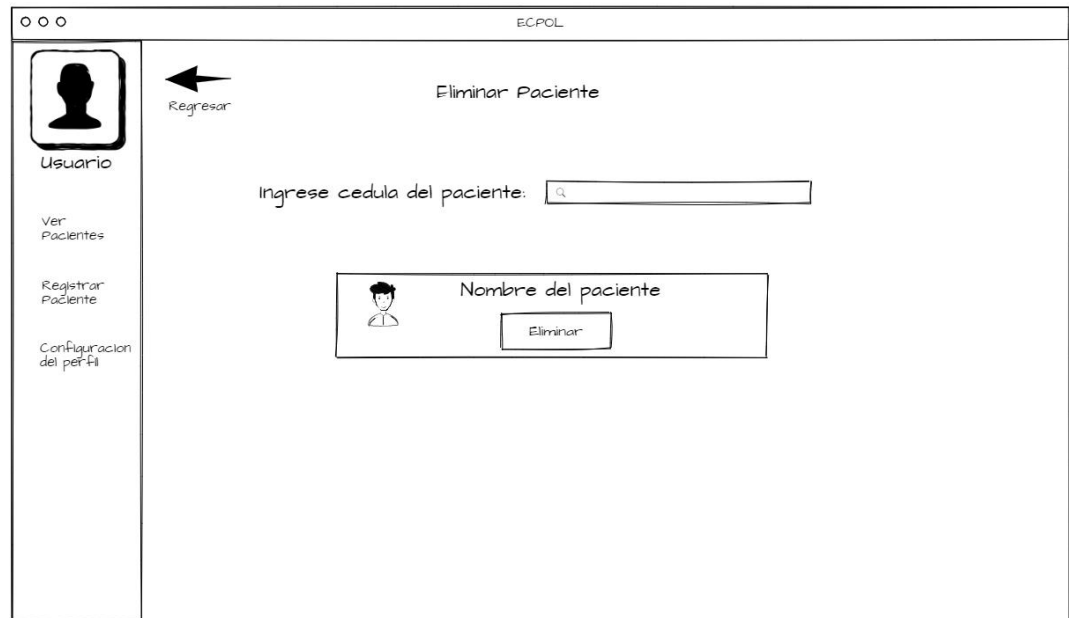 ECPOL
Regresar
Eliminar Paciente
Usuario
Ingrese cedula del paciente:
Ver
Pacientes
Registrar
Paciente
Configuracion
del perfil
Nombre del paciente
Eliminar